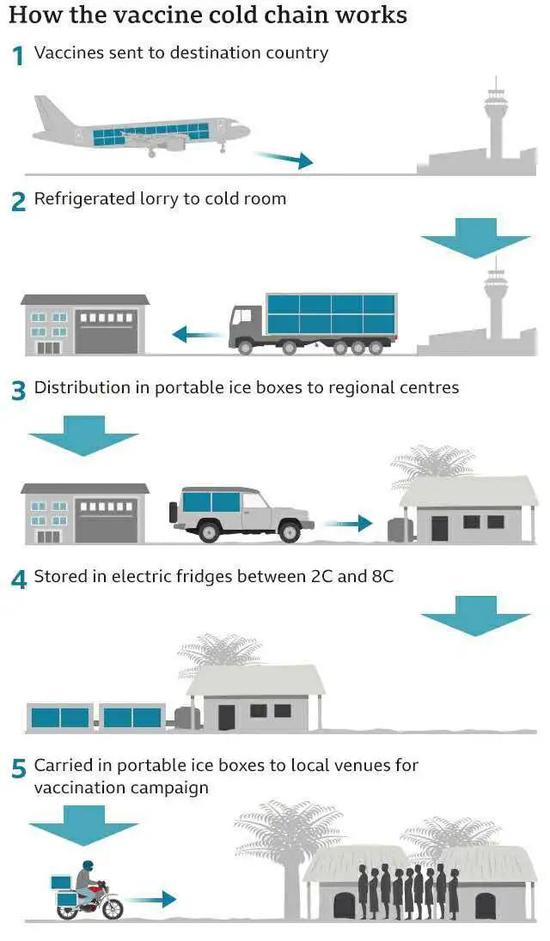 How the vaccine cold chain works
1 Vaccines sent to destination country
2 Refrigerated lorry to cold room
3 Distribution in portable ice boxes to regional centres
4 Stored in electric fridges between 2C and 8C
5 Carried in portable ice boxes to local venues for
vaccination campaign